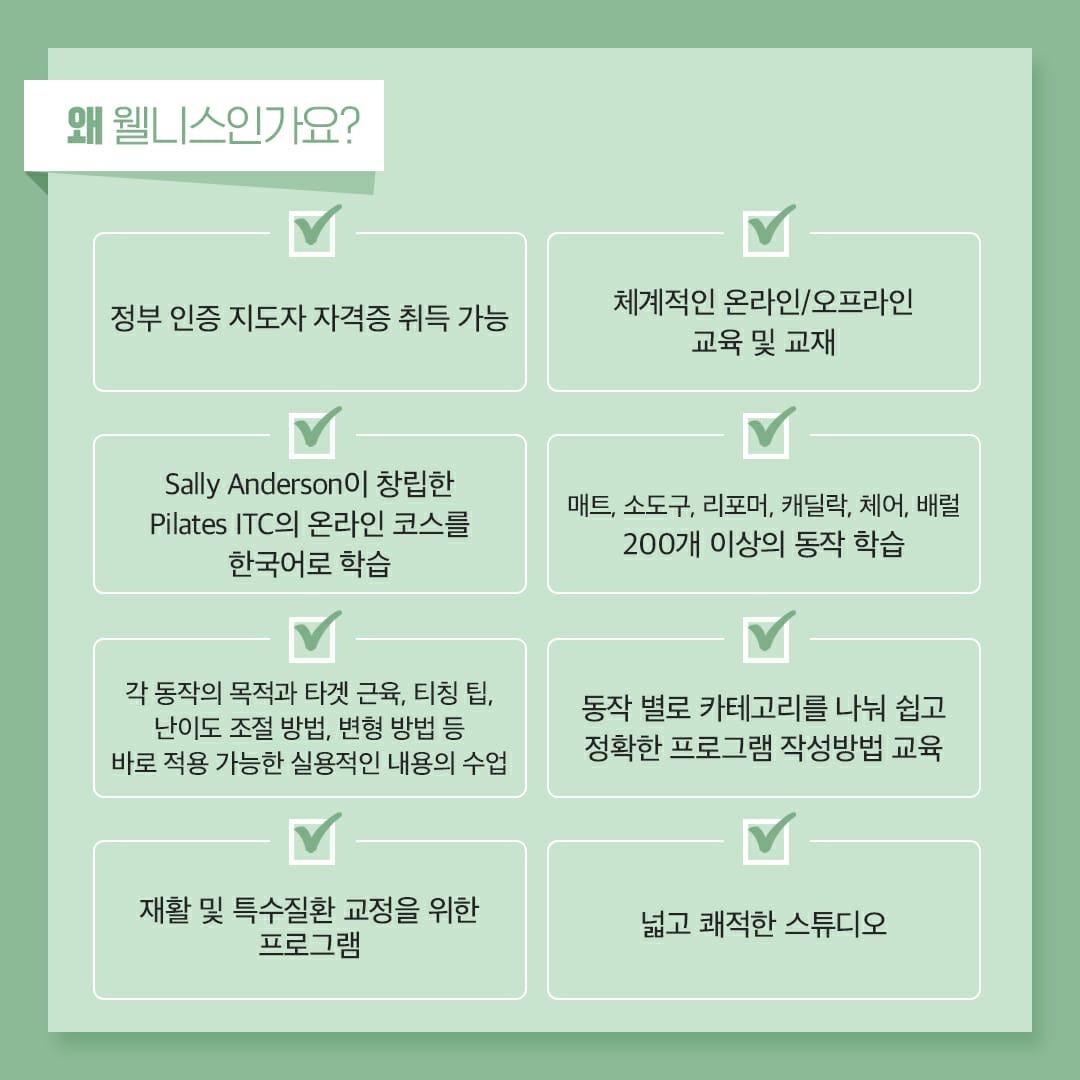 왜 웰니스인가요?
정부 인증 지도자 자격증 취득 가능
체계적인 온라인/오프라인
교육 및 교재
Sally Anderson이 창립한
Pilates ITC의 온라인 코스를
한국어로 학습
매트, 소도구, 리포머, 캐딜락, 체어, 배럴
200개 이상의 동작 학습
각 동작의 목적과 타겟 근육, 티칭 팁,
난이도 조절 방법, 변형 방법 등
바로 적용 가능한 실용적인 내용의 수업
동작 별로 카테고리를 나눠 쉽고
정확한 프로그램 작성방법 교육
재활 및 특수질환 교정을 위한
프로그램
넓고 쾌적한 스튜디오